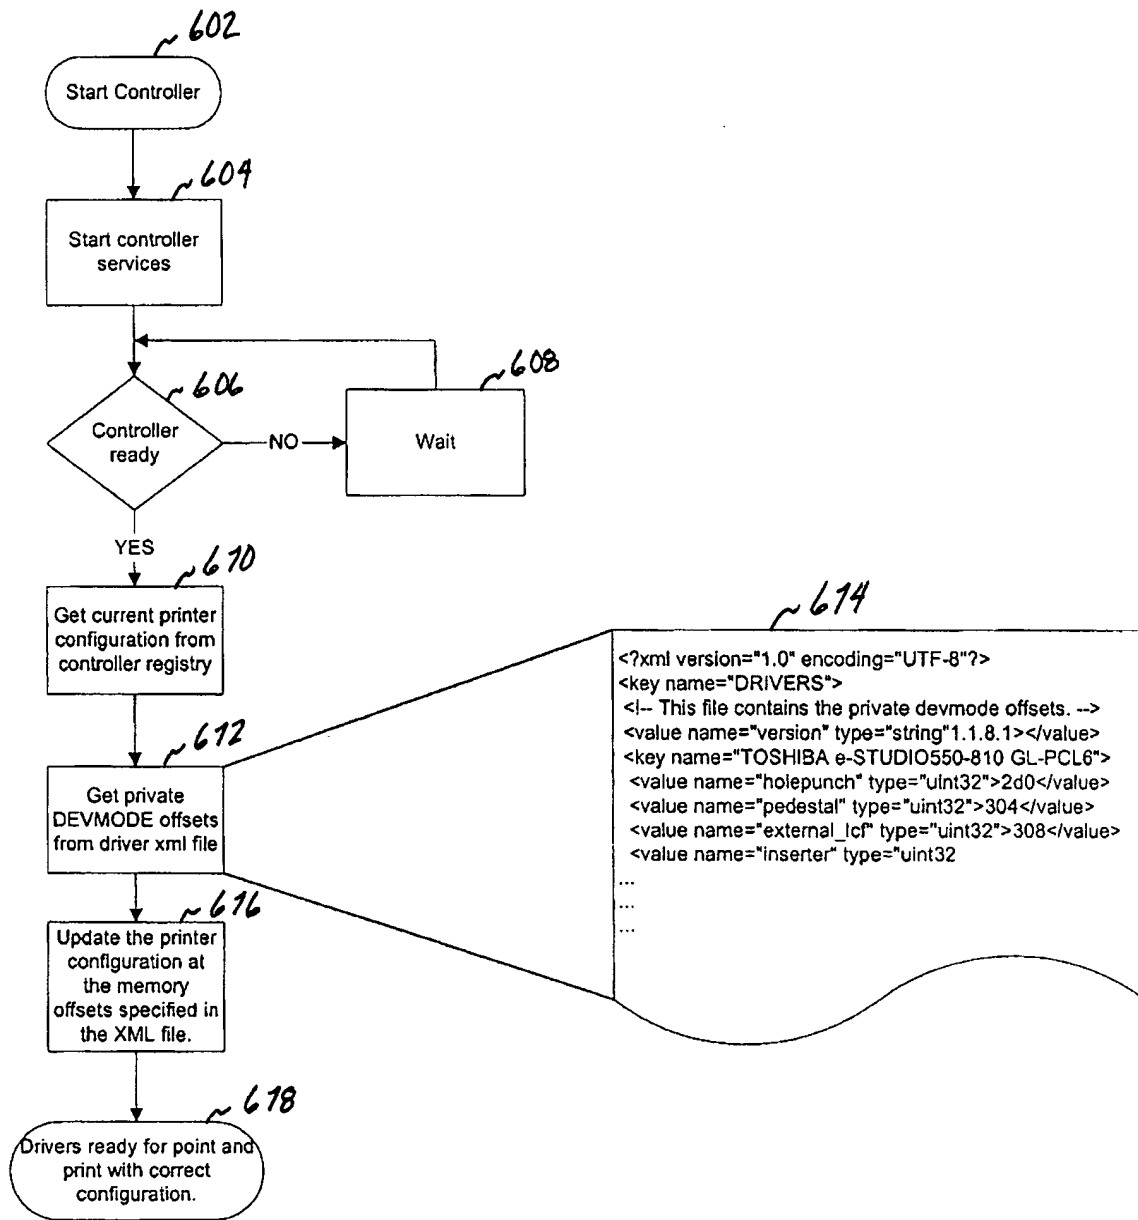 602
Start Controller
604
Start controller
services
606
608
Controller
ready
NO
Wait
YES
610
Get current printer
configuration from
controller registry
612
Get private
DEVMODE offsets
from driver xml file
614
<?xml version="1.0" encoding="UTF-8"?>
<key name="DRIVERS">
<!-- This file contains the private devmode offsets. -->
<value name="version" type="string"1.1.8.1></value>
<key name="TOSHIBA e-STUDIO550-810 GL-PCL6">
<value name="holepunch" type="uint32">2d0</value>
<value name="pedestal" type="uint32">304</value>
<value name="external_lcf" type="uint32">308</value>
<value name="inserter" type="uint32
...
...
...
616
Update the printer
configuration at
the memory
offsets specified in
the XML file.
618
Drivers ready for point and
print with correct
configuration.